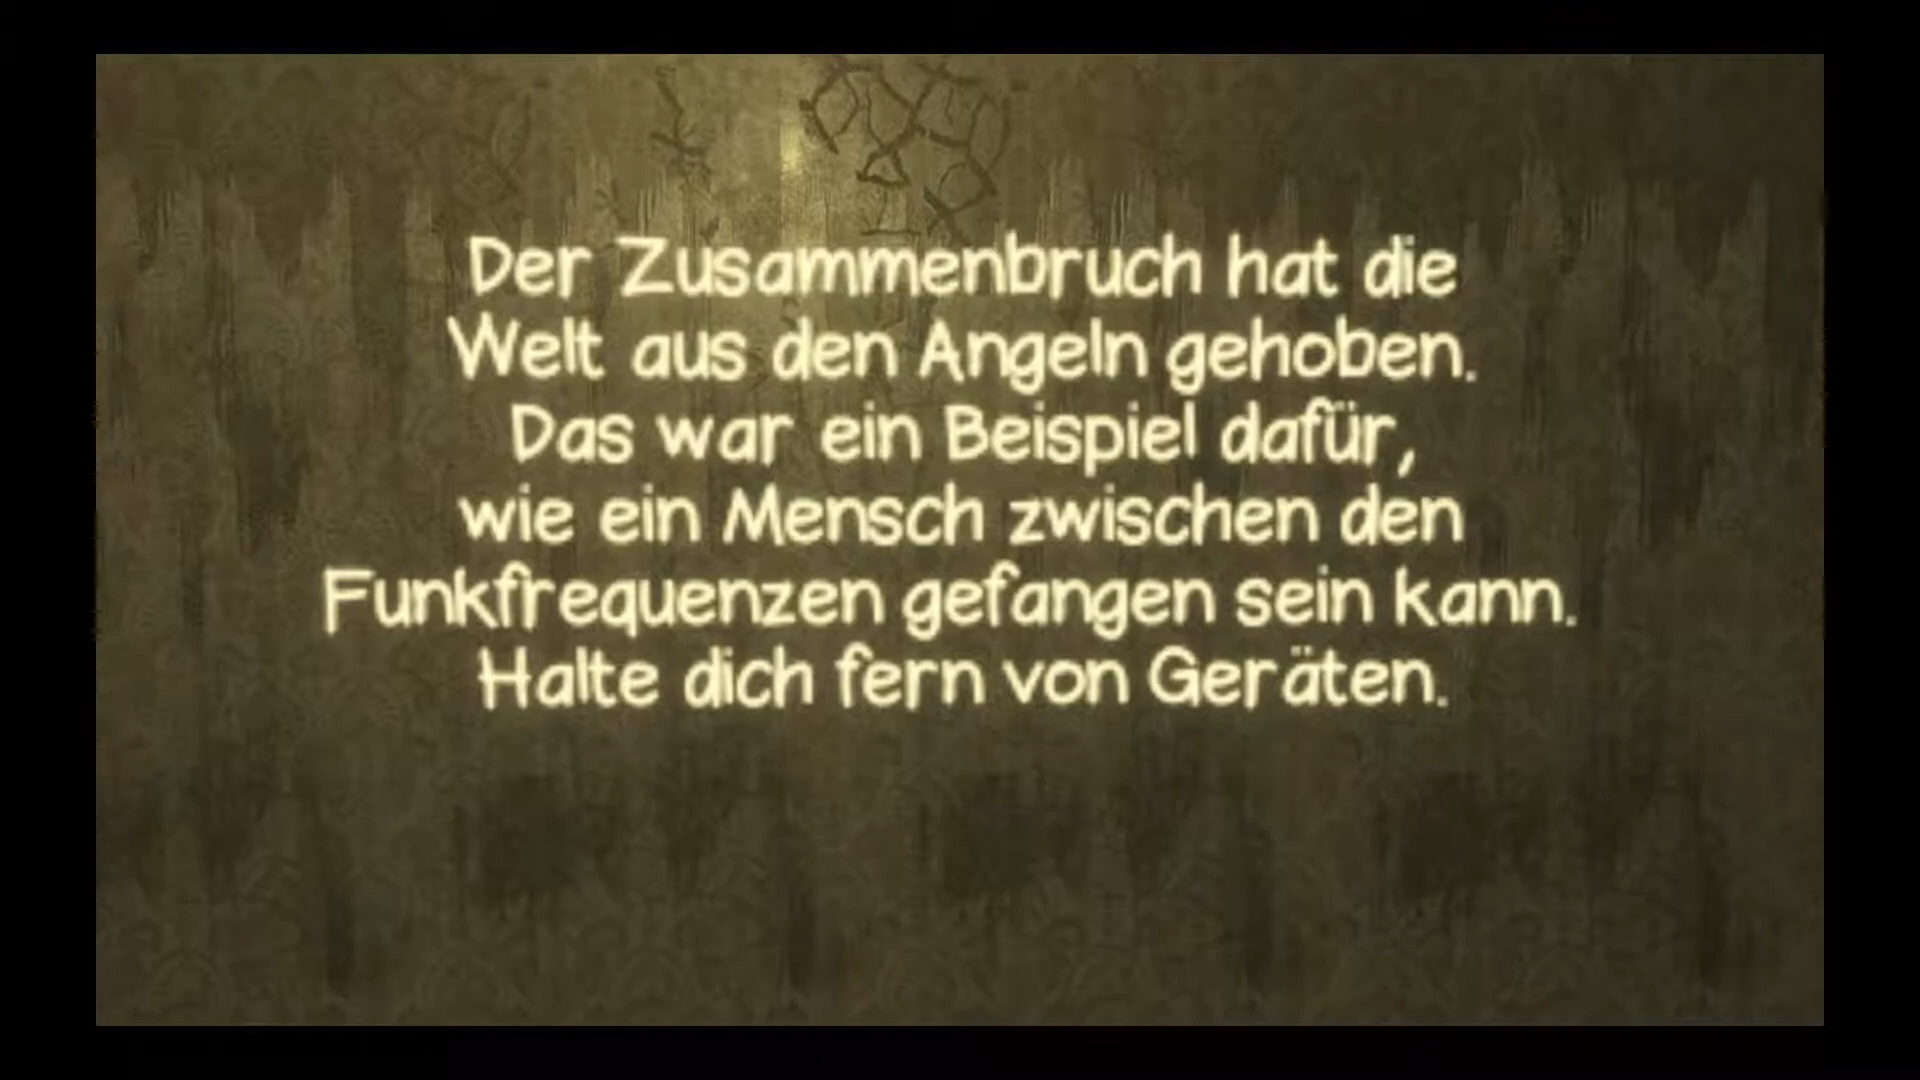 Der Zusammenbruch hat die
Welt aus den Angeln gehoben.
Das war ein Beispiel dafür,
wie ein Mensch zwischen den
Funkfrequenzen gefangen sein kann.
Halte dich fern von Geräten.